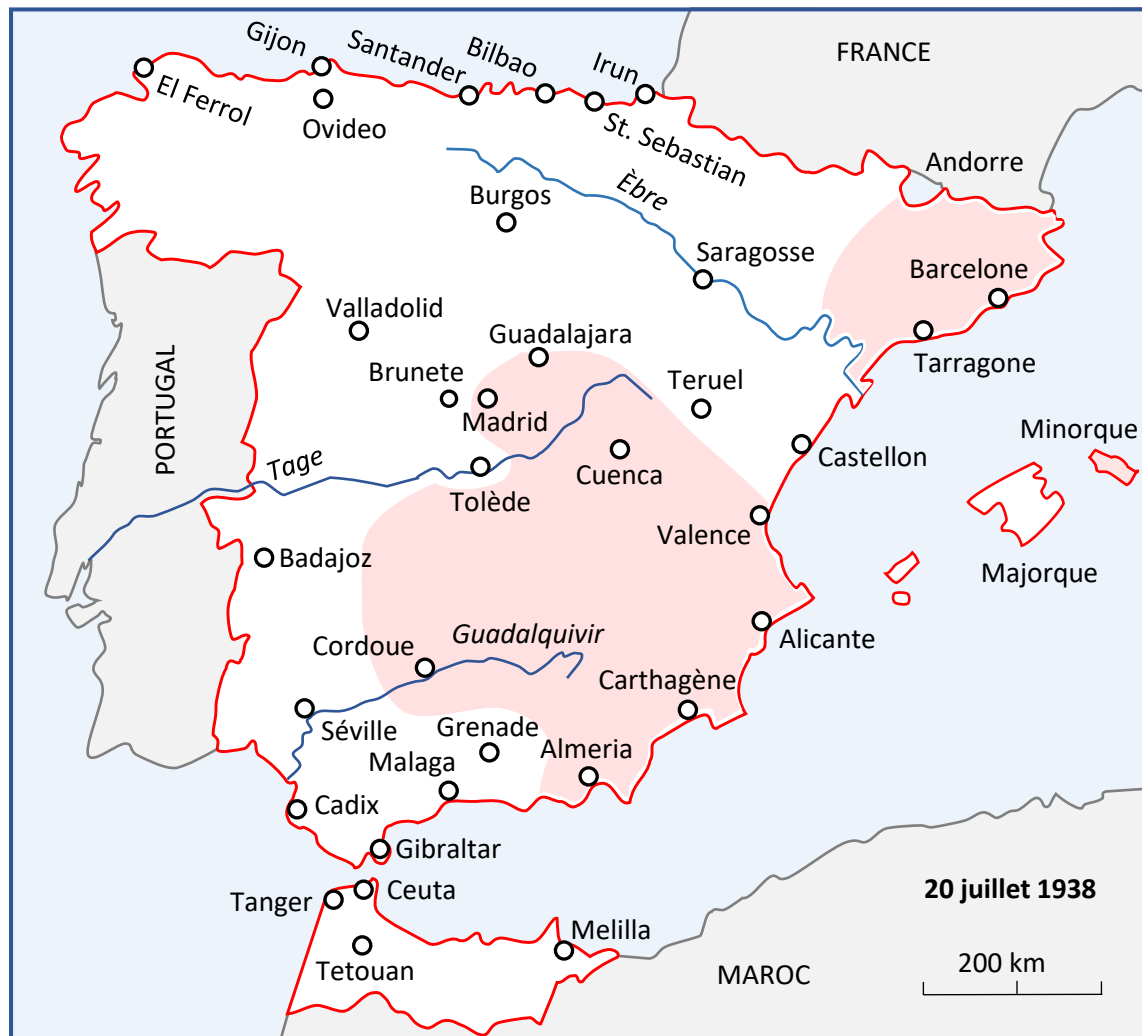 FRANCE
Gijon
Santander
Bilbao
Irun
El Ferrol
Ovideo
St. Sebastian
Andorre
Èbre
Burgos
Saragosse
Barcelone
Valladolid
Guadalajara
Tarragone
Brunete
Madrid
Teruel
PORTUGAL
Tage
Tolède
Cuenca
Castellon
Minorque
Valence
Majorque
Badajoz
Alicante
Cordoue
Guadalquivir
Carthagène
Séville
Grenade
Almeria
Malaga
Cadix
Gibraltar
Ceuta
Tanger
Tetouan
Melilla
20 juillet 1938
MAROC
200 km